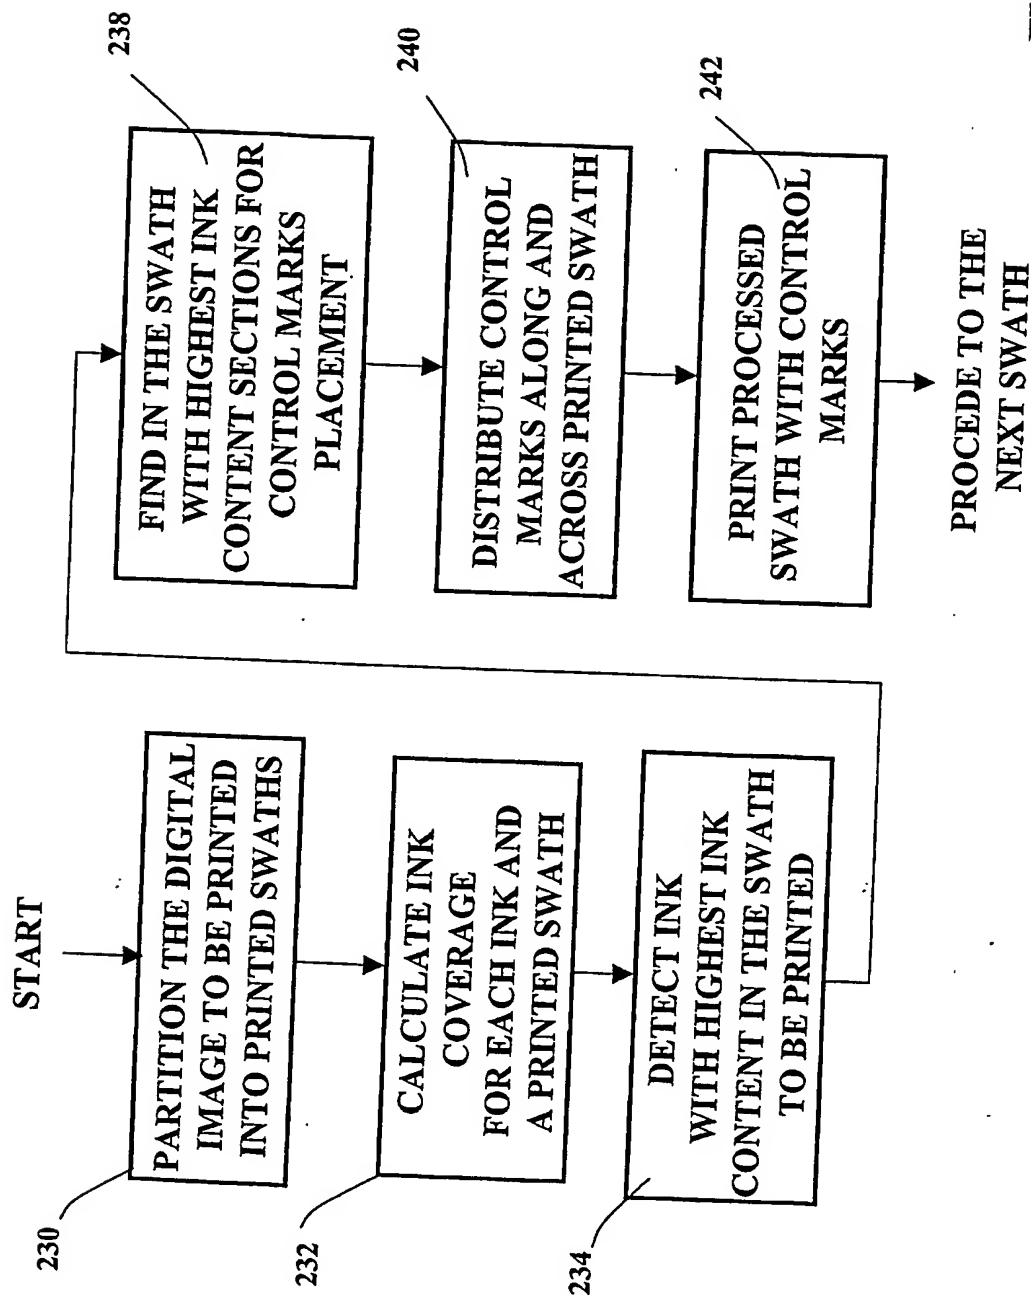 START
230
PARTITION THE DIGITAL
IMAGE TO BE PRINTED
INTO PRINTED SWATHS
232
CALCULATE INK
COVERAGE
FOR EACH INK AND
A PRINTED SWATH
234
DETECT INK
WITH HIGHEST INK
CONTENT IN THE SWATH
TO BE PRINTED
238
FIND IN THE SWATH
WITH HIGHEST INK
CONTENT SECTIONS FOR
CONTROL MARKS
PLACEMENT
240
DISTRIBUTE CONTROL
MARKS ALONG AND
ACROSS PRINTED SWATH
242
PRINT PROCESSED
SWATH WITH CONTROL
MARKS
PROCEDE TO THE
NEXT SWATH